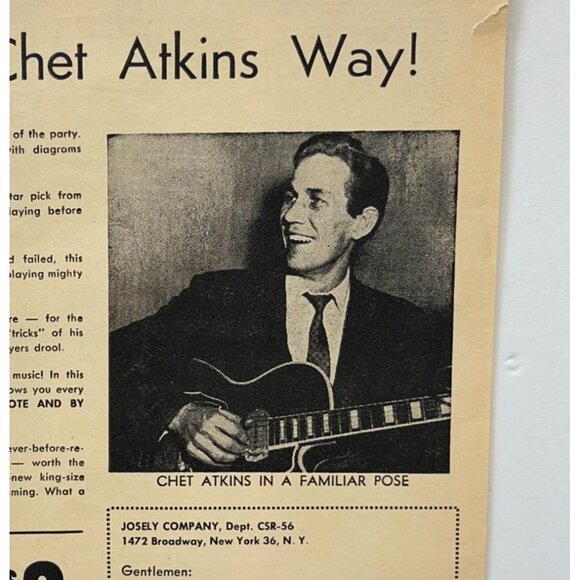 Chet Atkins Way!
of the party.
with diagrams
tar pick from
laying before
d failed, this
playing mighty
re — for the
"tricks" of his
yers drool.
music! In this
ows you every
OTE AND BY
ever-before-re-
— worth the
-new king-size
ming. What a
CHET ATKINS IN A FAMILIAR POSE
JOSELY COMPANY, Dept. CSR-56
1472 Broadway, New York 36, N. Y.
Gentlemen: